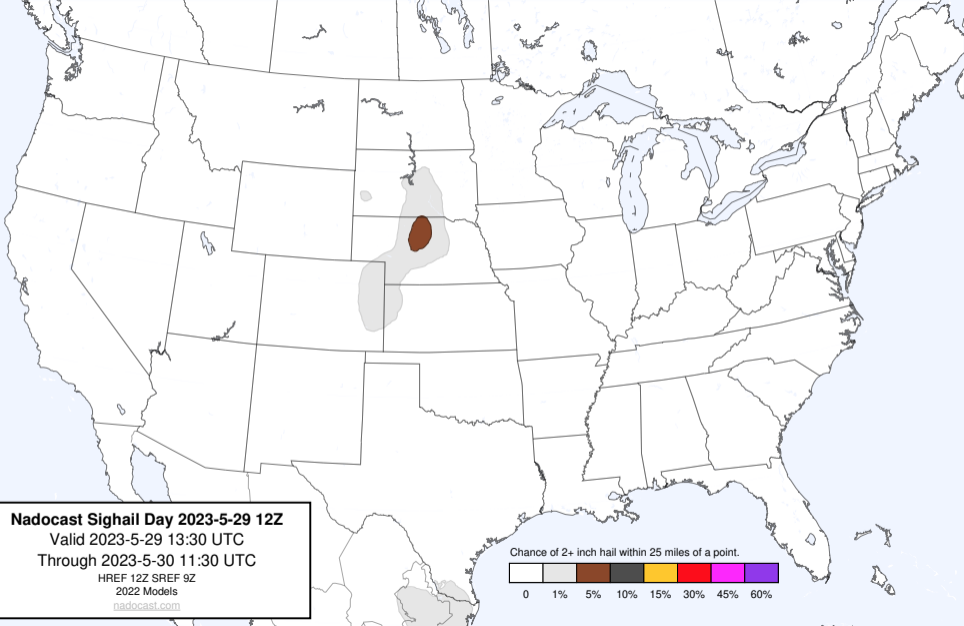 Nadocast Sighail Day 2023-5-29 12Z
Valid 2023-5-29 13:30 UTC
Through 2023-5-30 11:30 UTC
HREF 12Z SREF 9Z
2022 Models
nadocast.com
Chance of 2+ inch hail within 25 miles of a point.
0 1% 5% 10% 15% 30% 45% 60%